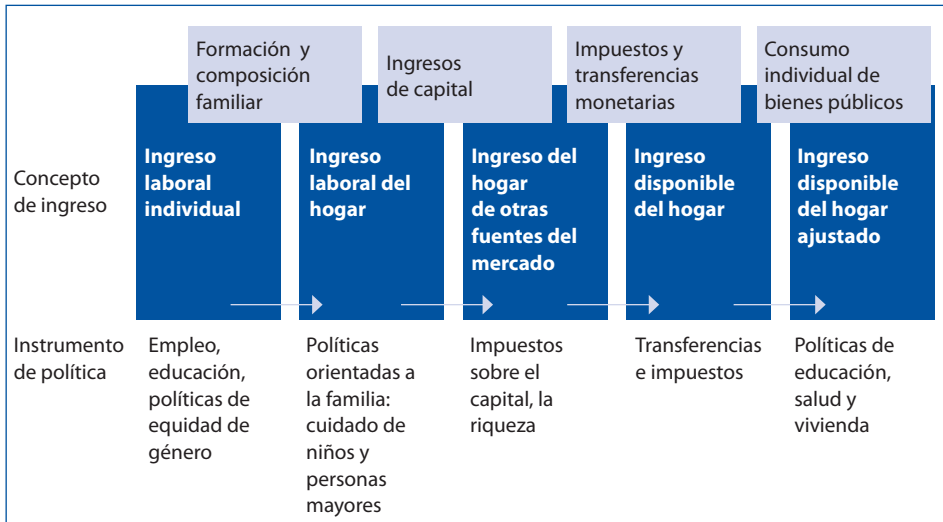 Formación y
composición
familiar
Ingresos
de capital
Impuestos y
transferencias
monetarias
Consumo
individual de
bienes públicos
Concepto
de ingreso
Ingreso
laboral
individual
Ingreso
laboral del
hogar
Ingreso del
hogar
de otras
fuentes del
mercado
Ingreso
disponible
del hogar
Ingreso
disponible
del hogar
ajustado
Instrumento
de política
Empleo,
educación,
políticas de
equidad de
género
Políticas
orientadas a
la familia:
cuidado de
niños y
personas
mayores
Impuestos
sobre el
capital, la
riqueza
Transferencias
e impuestos
Políticas de
educación,
salud y
vivienda